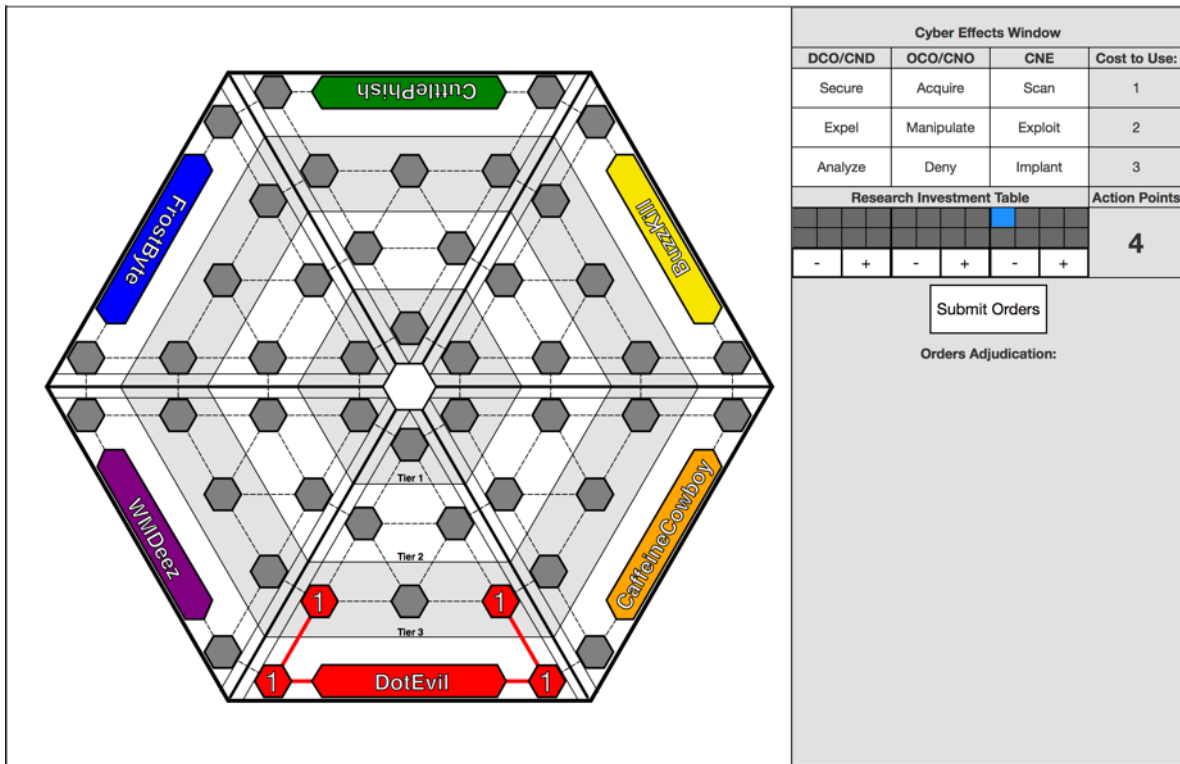 CuttlePhish
FrostByte
BuzzKill
Tier 1
Tier 2
WMDeez
CaffeineCowboy
1
1
Tier 3
1
DotEvil
1
Cyber Effects Window
DCO/CND OCO/CNO CNE Cost to Use:
Secure Acquire Scan 1
Expel Manipulate Exploit 2
Analyze Deny Implant 3
Research Investment Table Action Points
4
- + - + - +
Submit Orders
Orders Adjudication: